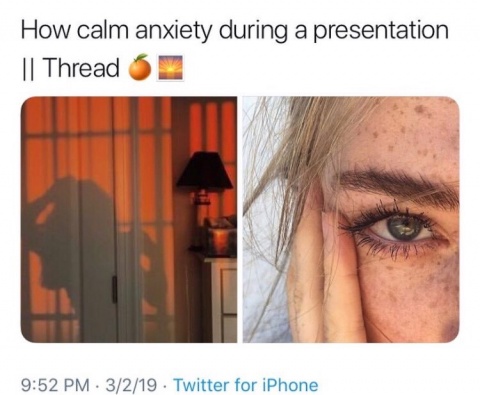 How calm anxiety during a presentation
|| Thread 🍊🌅
9:52 PM · 3/2/19 · Twitter for iPhone